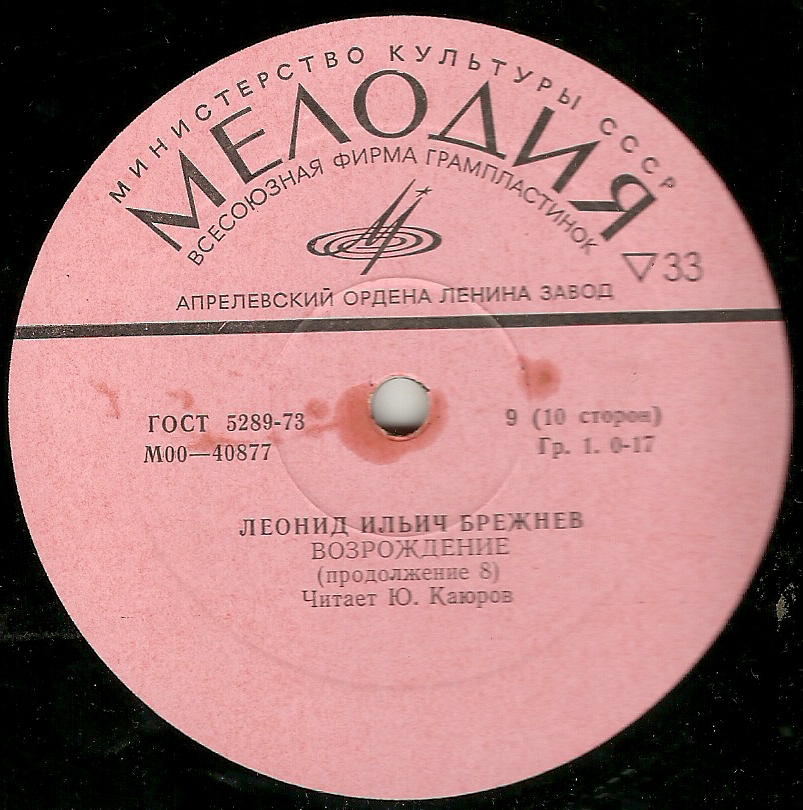 МИНИСТЕРСТВО КУЛЬТУРЫ СССР
МЕЛОДИЯ
ВСЕСОЮЗНАЯ ФИРМА ГРАМПЛАСТИНОК
▽33
АПРЕЛЕВСКИЙ ОРДЕНА ЛЕНИНА ЗАВОД
ГОСТ 5289-73
9 (10 сторон)
М00—40877
Гр. 1. 0-17
ЛЕОНИД ИЛЬИЧ БРЕЖНЕВ
ВОЗРОЖДЕНИЕ
(продолжение 8)
Читает Ю. Каюров